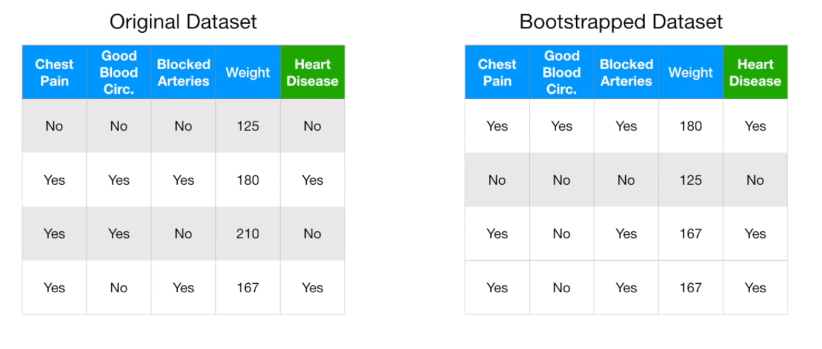 Original Dataset
Chest Pain Good Blood Circ. Blocked Arteries Weight Heart Disease
No No No 125 No
Yes Yes Yes 180 Yes
Yes Yes No 210 No
Yes No Yes 167 Yes
Bootstrapped Dataset
Chest Pain Good Blood Circ. Blocked Arteries Weight Heart Disease
Yes Yes Yes 180 Yes
No No No 125 No
Yes No Yes 167 Yes
Yes No Yes 167 Yes